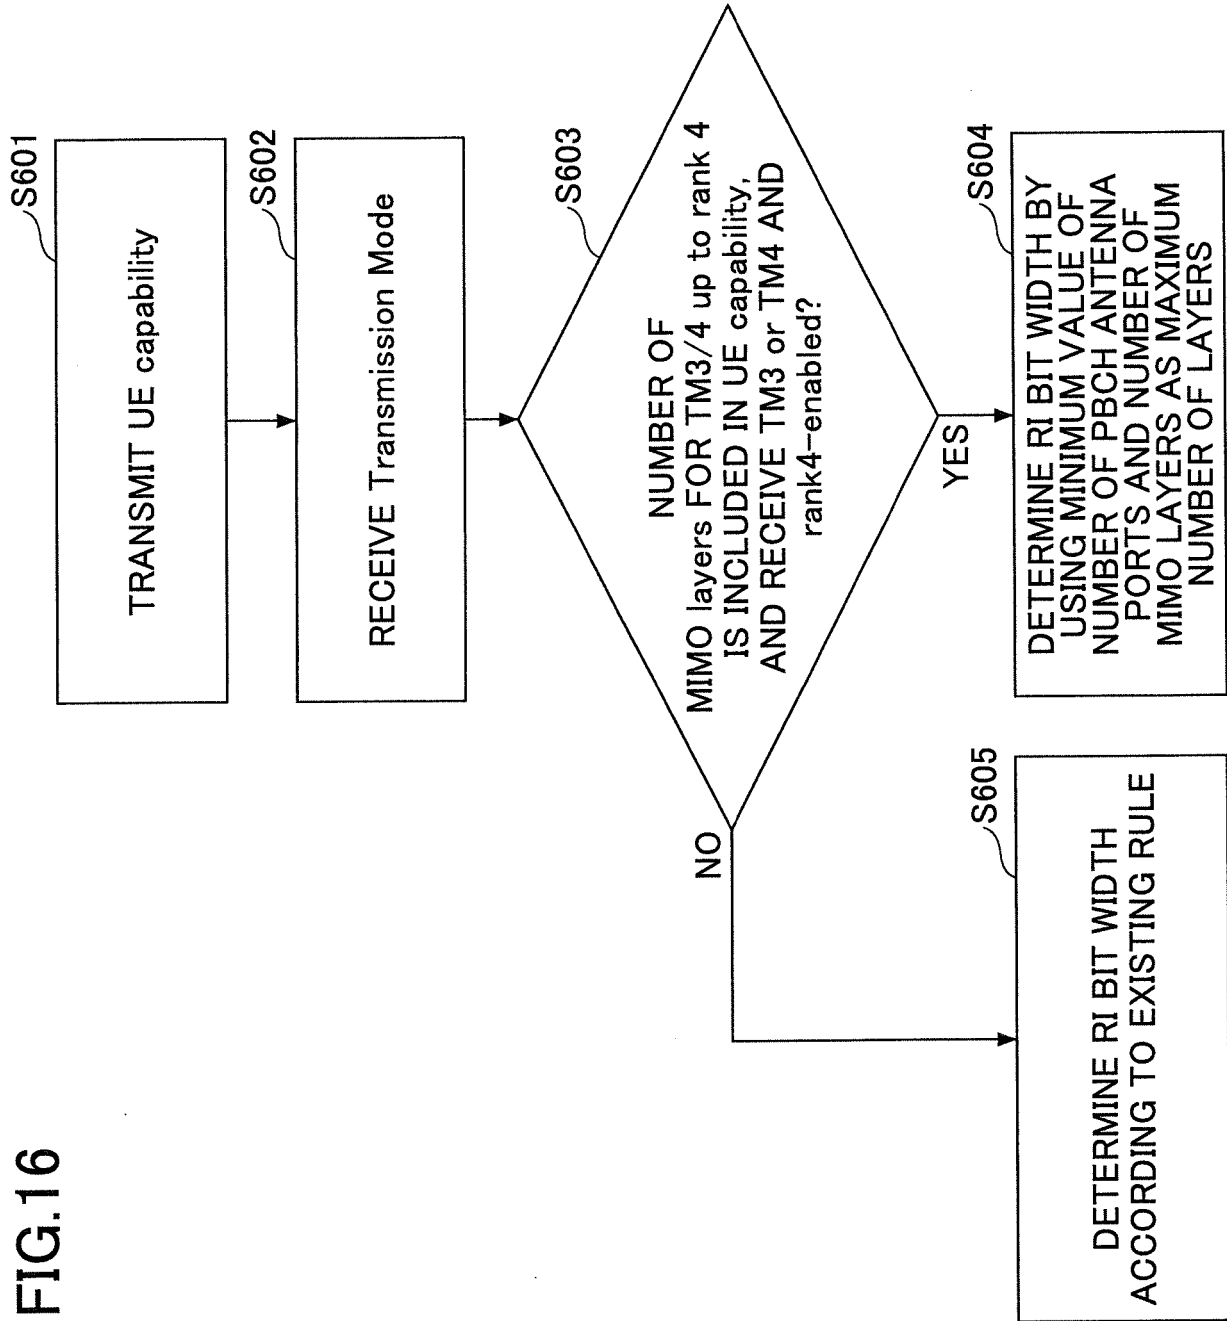 FIG.16
S601
TRANSMIT UE capability
S602
RECEIVE Transmission Mode
S603
NUMBER OF
MIMO layers FOR TM3/4 up to rank 4
IS INCLUDED IN UE capability,
AND RECEIVE TM3 or TM4 AND
rank4-enabled?
YES
NO
S604
DETERMINE RI BIT WIDTH BY
USING MINIMUM VALUE OF
NUMBER OF PBCH ANTENNA
PORTS AND NUMBER OF
MIMO LAYERS AS MAXIMUM
NUMBER OF LAYERS
S605
DETERMINE RI BIT WIDTH
ACCORDING TO EXISTING RULE